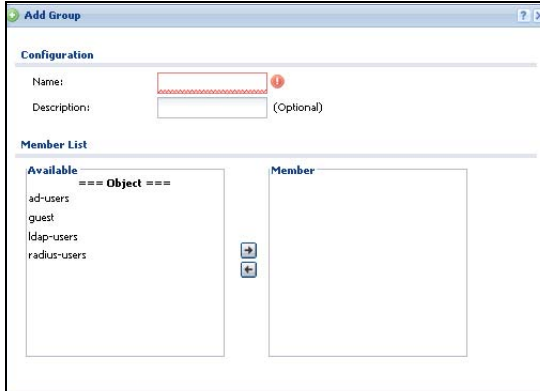 Add Group
Configuration
Name:
Description: (Optional)
Member List
Available Member
=== Object ===
ad-users
guest
ldap-users
radius-users